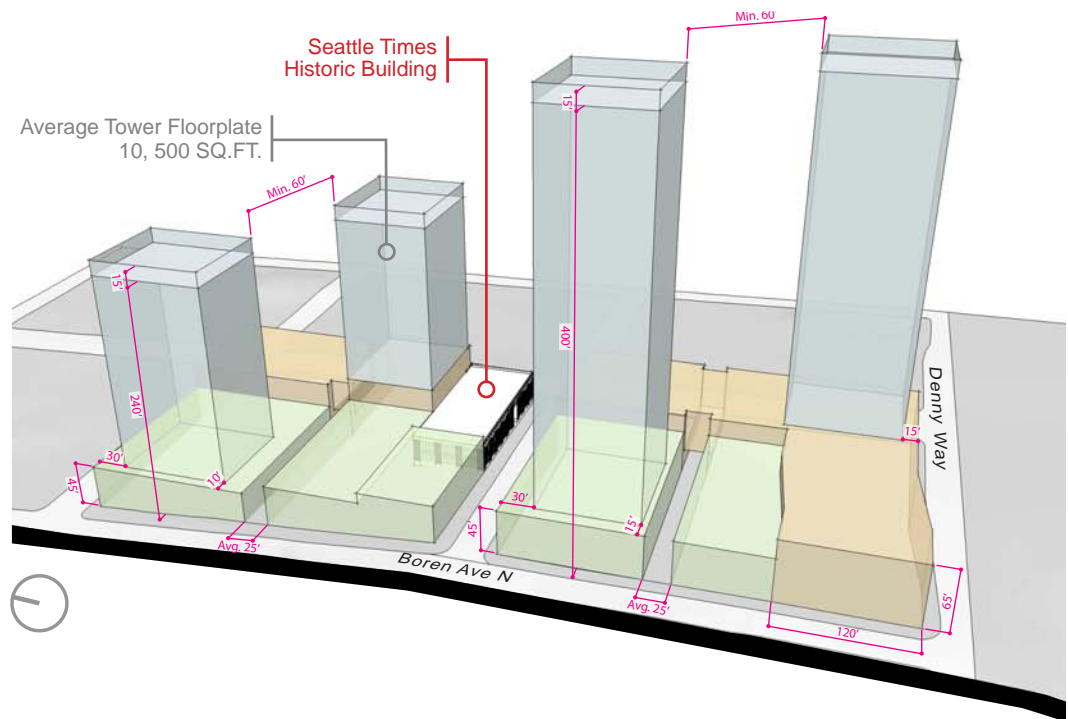 Min. 60'
Seattle Times
Historic Building
Average Tower Floorplate
10, 500 SQ.FT.
15'
Min. 60'
15'
400'
240'
Denny Way
15'
30'
10'
45'
30'
15'
45'
Avg. 25'
Boren Ave N
Avg. 25'
65'
120'